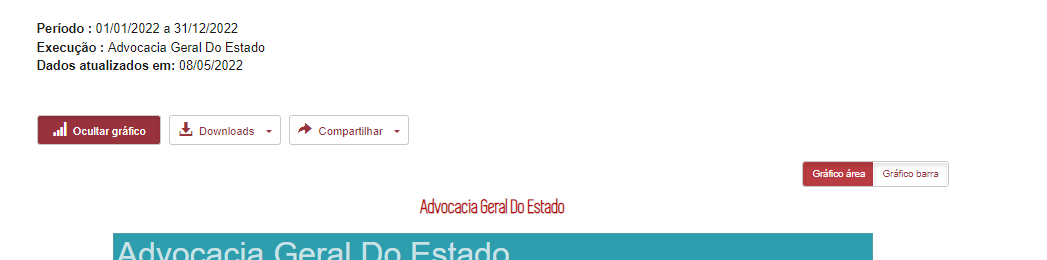 Período : 01/01/2022 a 31/12/2022
Execução : Advocacia Geral Do Estado
Dados atualizados em: 08/05/2022
Ocultar gráfico Downloads Compartilhar
Gráfico área Gráfico barra
Advocacia Geral Do Estado
Advocacia Geral Do Estado